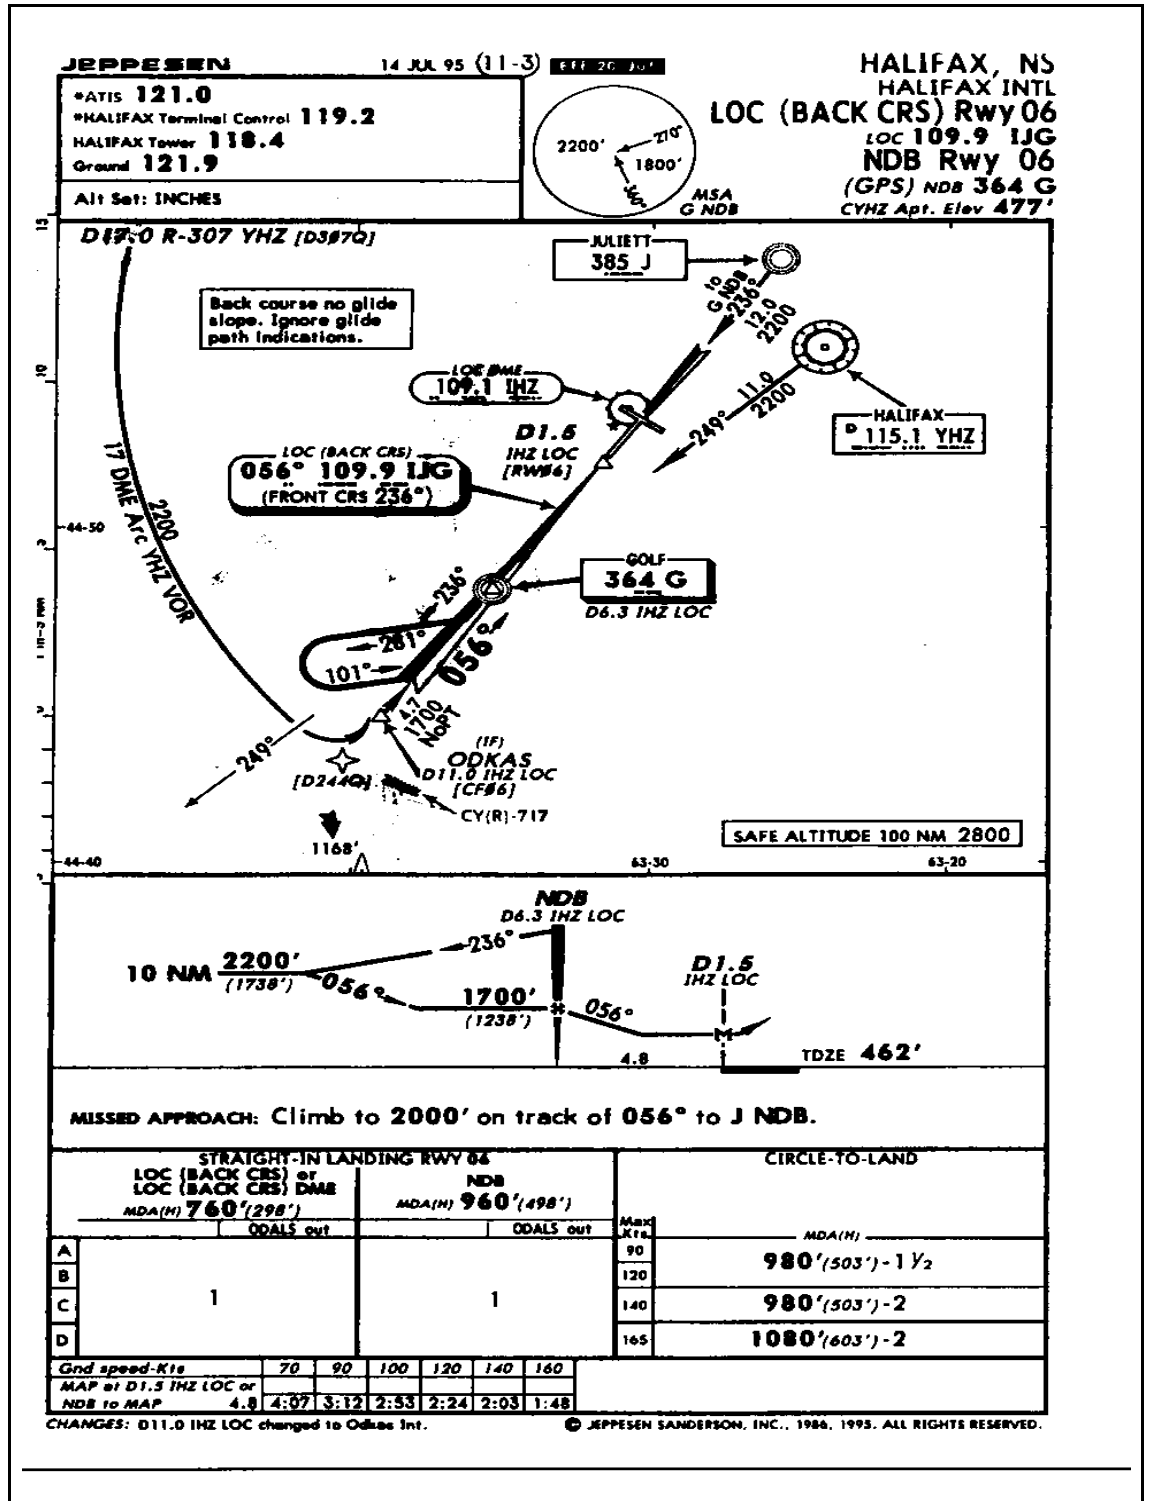 JEPPESEN 14 JUL 95 (11-3) EFF 20 Jul
HALIFAX, NS
HALIFAX INTL
LOC (BACK CRS) Rwy 06
LOC 109.9 IJG
NDB Rwy 06
(GPS) NDB 364 G
CYHZ Apt. Elev 477'
*ATIS 121.0
*HALIFAX Terminal Control 119.2
HALIFAX Tower 118.4
Ground 121.9
Alt Set: INCHES
2200'
270°
1800'
360°
MSA
G NDB
15
D17.0 R-307 YHZ [D307Q]
JULIETT
385 J
Back course no glide
slope. Ignore glide
path indications.
to
G NDB
236°
12.0
2200
10
LOC DME
109.1 IHZ
11.0
2200
249°
HALIFAX
D 115.1 YHZ
D1.5
IHZ LOC
[RW06]
LOC (BACK CRS)
056° 109.9 IJG
(FRONT CRS 236°)
17 DME Arc YHZ VOR
2200
44-50
GOLF
364 G
D6.3 IHZ LOC
236°
281°
101°
056°
4.7
1700
NoPT
(IF)
ODKAS
D11.0 IHZ LOC
[CF06]
249°
[D244Q]
CY(R)-717
1168'
SAFE ALTITUDE 100 NM 2800
44-40
63-30
63-20
NDB
D6.3 IHZ LOC
236°
10 NM 2200'
(1738')
056°
1700'
(1238')
056°
D1.5
IHZ LOC
M
4.8
TDZE 462'
MISSED APPROACH: Climb to 2000' on track of 056° to J NDB.
STRAIGHT-IN LANDING RWY 06
CIRCLE-TO-LAND
LOC (BACK CRS) or
LOC (BACK CRS) DME
MDA(H) 760'(298')
NDB
MDA(H) 960'(498')
ODALS out
ODALS out
Max
Kts
MDA(H)
A
B
C
D
1
1
90
120
980'(503')-1 ½
140
980'(503')-2
165
1080'(603')-2
Gnd speed-Kts 70 90 100 120 140 160
MAP at D1.5 IHZ LOC or
NDB to MAP 4.8 4:07 3:12 2:53 2:24 2:03 1:48
CHANGES: D11.0 IHZ LOC changed to Odkas Int.
© JEPPESEN SANDERSON, INC., 1986, 1995. ALL RIGHTS RESERVED.